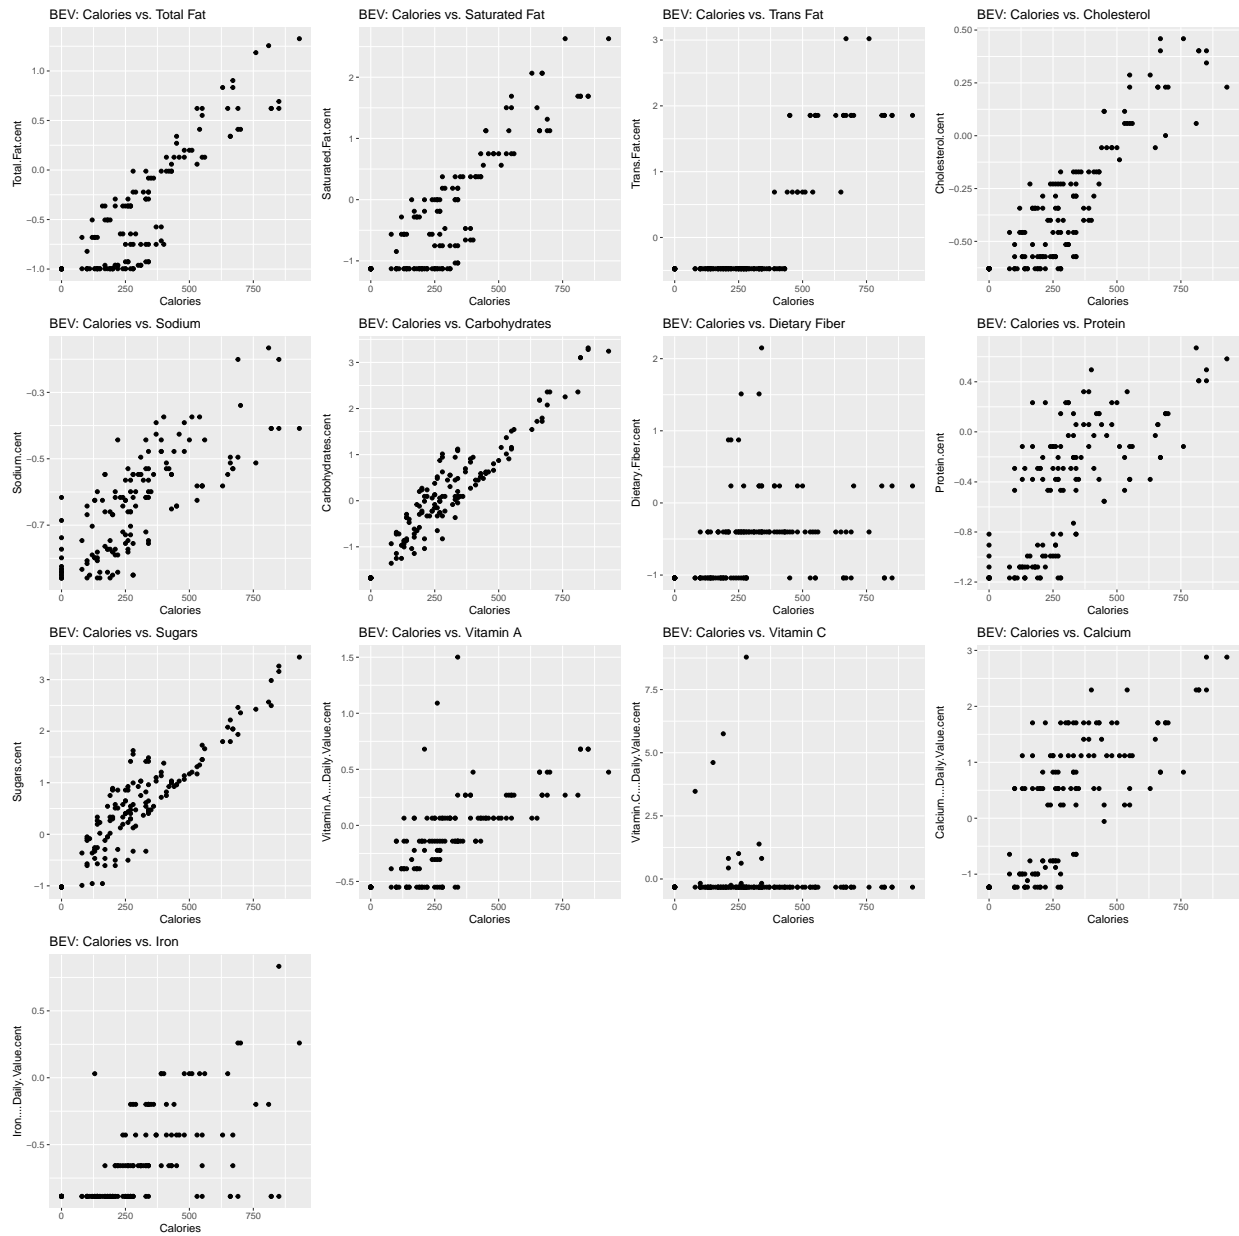 BEV: Calories vs. Total Fat
Total.Fat.cent
1.0
0.5
0.0
−0.5
−1.0
0 250 500 750
Calories
BEV: Calories vs. Saturated Fat
Saturated.Fat.cent
2
1
0
−1
0 250 500 750
Calories
BEV: Calories vs. Trans Fat
Trans.Fat.cent
3
2
1
0
0 250 500 750
Calories
BEV: Calories vs. Cholesterol
Cholesterol.cent
0.50
0.25
0.00
−0.25
−0.50
0 250 500 750
Calories
BEV: Calories vs. Sodium
Sodium.cent
−0.3
−0.5
−0.7
0 250 500 750
Calories
BEV: Calories vs. Carbohydrates
Carbohydrates.cent
3
2
1
0
−1
0 250 500 750
Calories
BEV: Calories vs. Dietary Fiber
Dietary.Fiber.cent
2
1
0
−1
0 250 500 750
Calories
BEV: Calories vs. Protein
Protein.cent
0.4
0.0
−0.4
−0.8
−1.2
0 250 500 750
Calories
BEV: Calories vs. Sugars
Sugars.cent
3
2
1
0
−1
0 250 500 750
Calories
BEV: Calories vs. Vitamin A
Vitamin.A....Daily.Value.cent
1.5
1.0
0.5
0.0
−0.5
0 250 500 750
Calories
BEV: Calories vs. Vitamin C
Vitamin.C....Daily.Value.cent
7.5
5.0
2.5
0.0
0 250 500 750
Calories
BEV: Calories vs. Calcium
Calcium....Daily.Value.cent
3
2
1
0
−1
0 250 500 750
Calories
BEV: Calories vs. Iron
Iron....Daily.Value.cent
0.5
0.0
−0.5
0 250 500 750
Calories